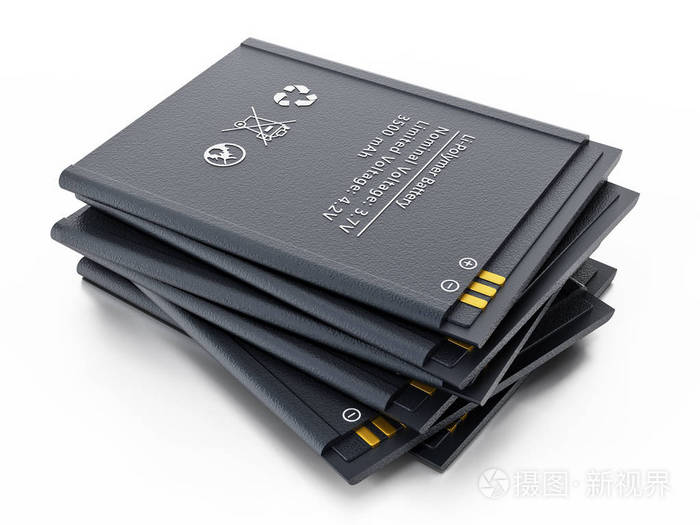 Li-Polymer Battery
Nominal Voltage: 3.7V
Limited Voltage: 4.2V
3500 mAh
摄图·新视界